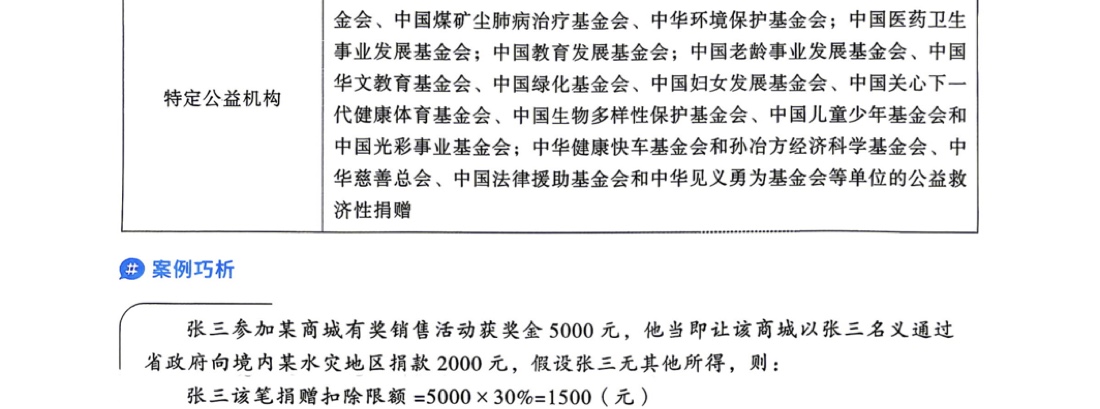 金会、中国煤矿尘肺病治疗基金会、中华环境保护基金会；中国医药卫生
事业发展基金会；中国教育发展基金会；中国老龄事业发展基金会、中国
华文教育基金会、中国绿化基金会、中国妇女发展基金会、中国关心下一
特定公益机构
代健康体育基金会、中国生物多样性保护基金会、中国儿童少年基金会和
中国光彩事业基金会；中华健康快车基金会和孙冶方经济科学基金会、中
华慈善总会、中国法律援助基金会和中华见义勇为基金会等单位的公益救
济性捐赠
# 案例巧析
张三参加某商城有奖销售活动获奖金 5000 元，他当即让该商城以张三名义通过
省政府向境内某水灾地区捐款 2000 元，假设张三无其他所得，则：
张三该笔捐赠扣除限额 =5000×30%=1500（元）